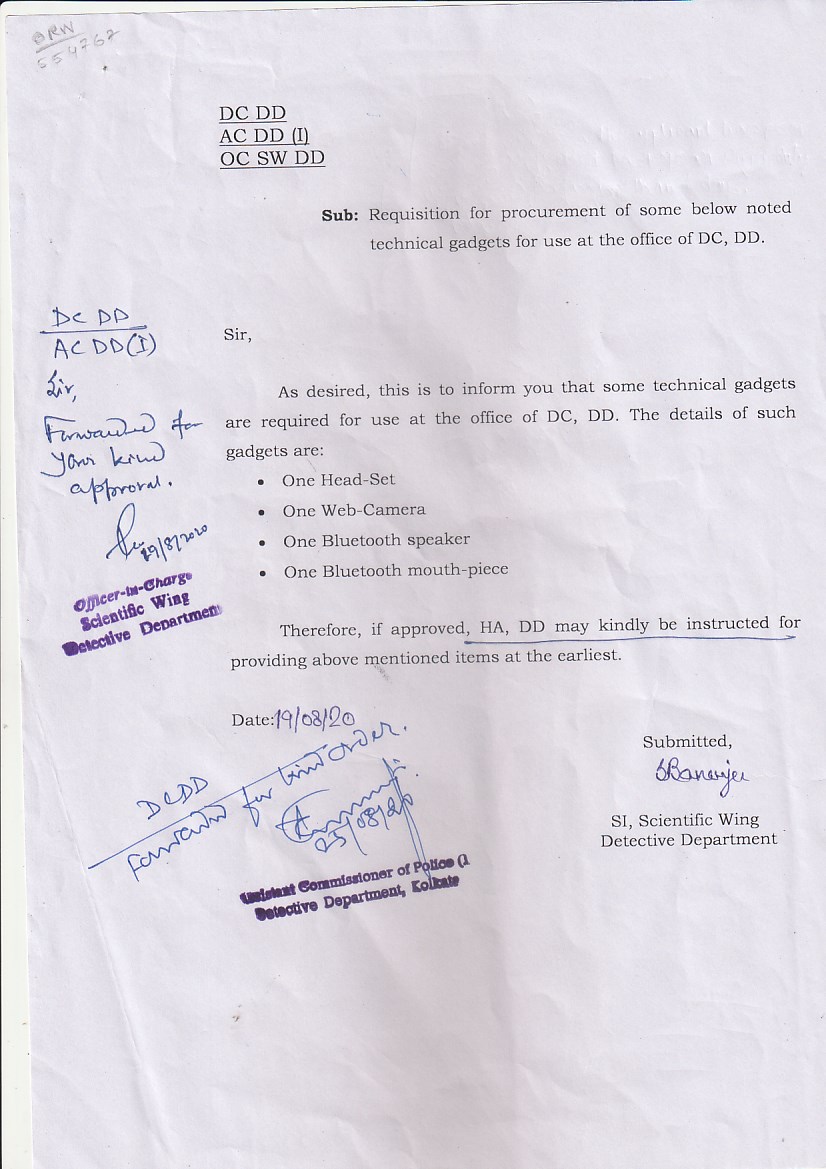 ORN
554762
DC DD
AC DD (I)
OC SW DD
Sub: Requisition for procurement of some below noted
technical gadgets for use at the office of DC, DD.
DC DD
AC DD(I)
Sir,
Forwarded for
your kind
approval.
19/8/2020
Officer-in-Charge
Scientific Wing
Detective Department
Sir,
As desired, this is to inform you that some technical gadgets
are required for use at the office of DC, DD. The details of such
gadgets are:
• One Head-Set
• One Web-Camera
• One Bluetooth speaker
• One Bluetooth mouth-piece
Therefore, if approved, HA, DD may kindly be instructed for
providing above mentioned items at the earliest.
Date:19/08/20
DCDD
Forwarded for kind order.
25/08/20
Assistant Commissioner of Police (I
Detective Department, Kolkata
Submitted,
SBanerjee
SI, Scientific Wing
Detective Department